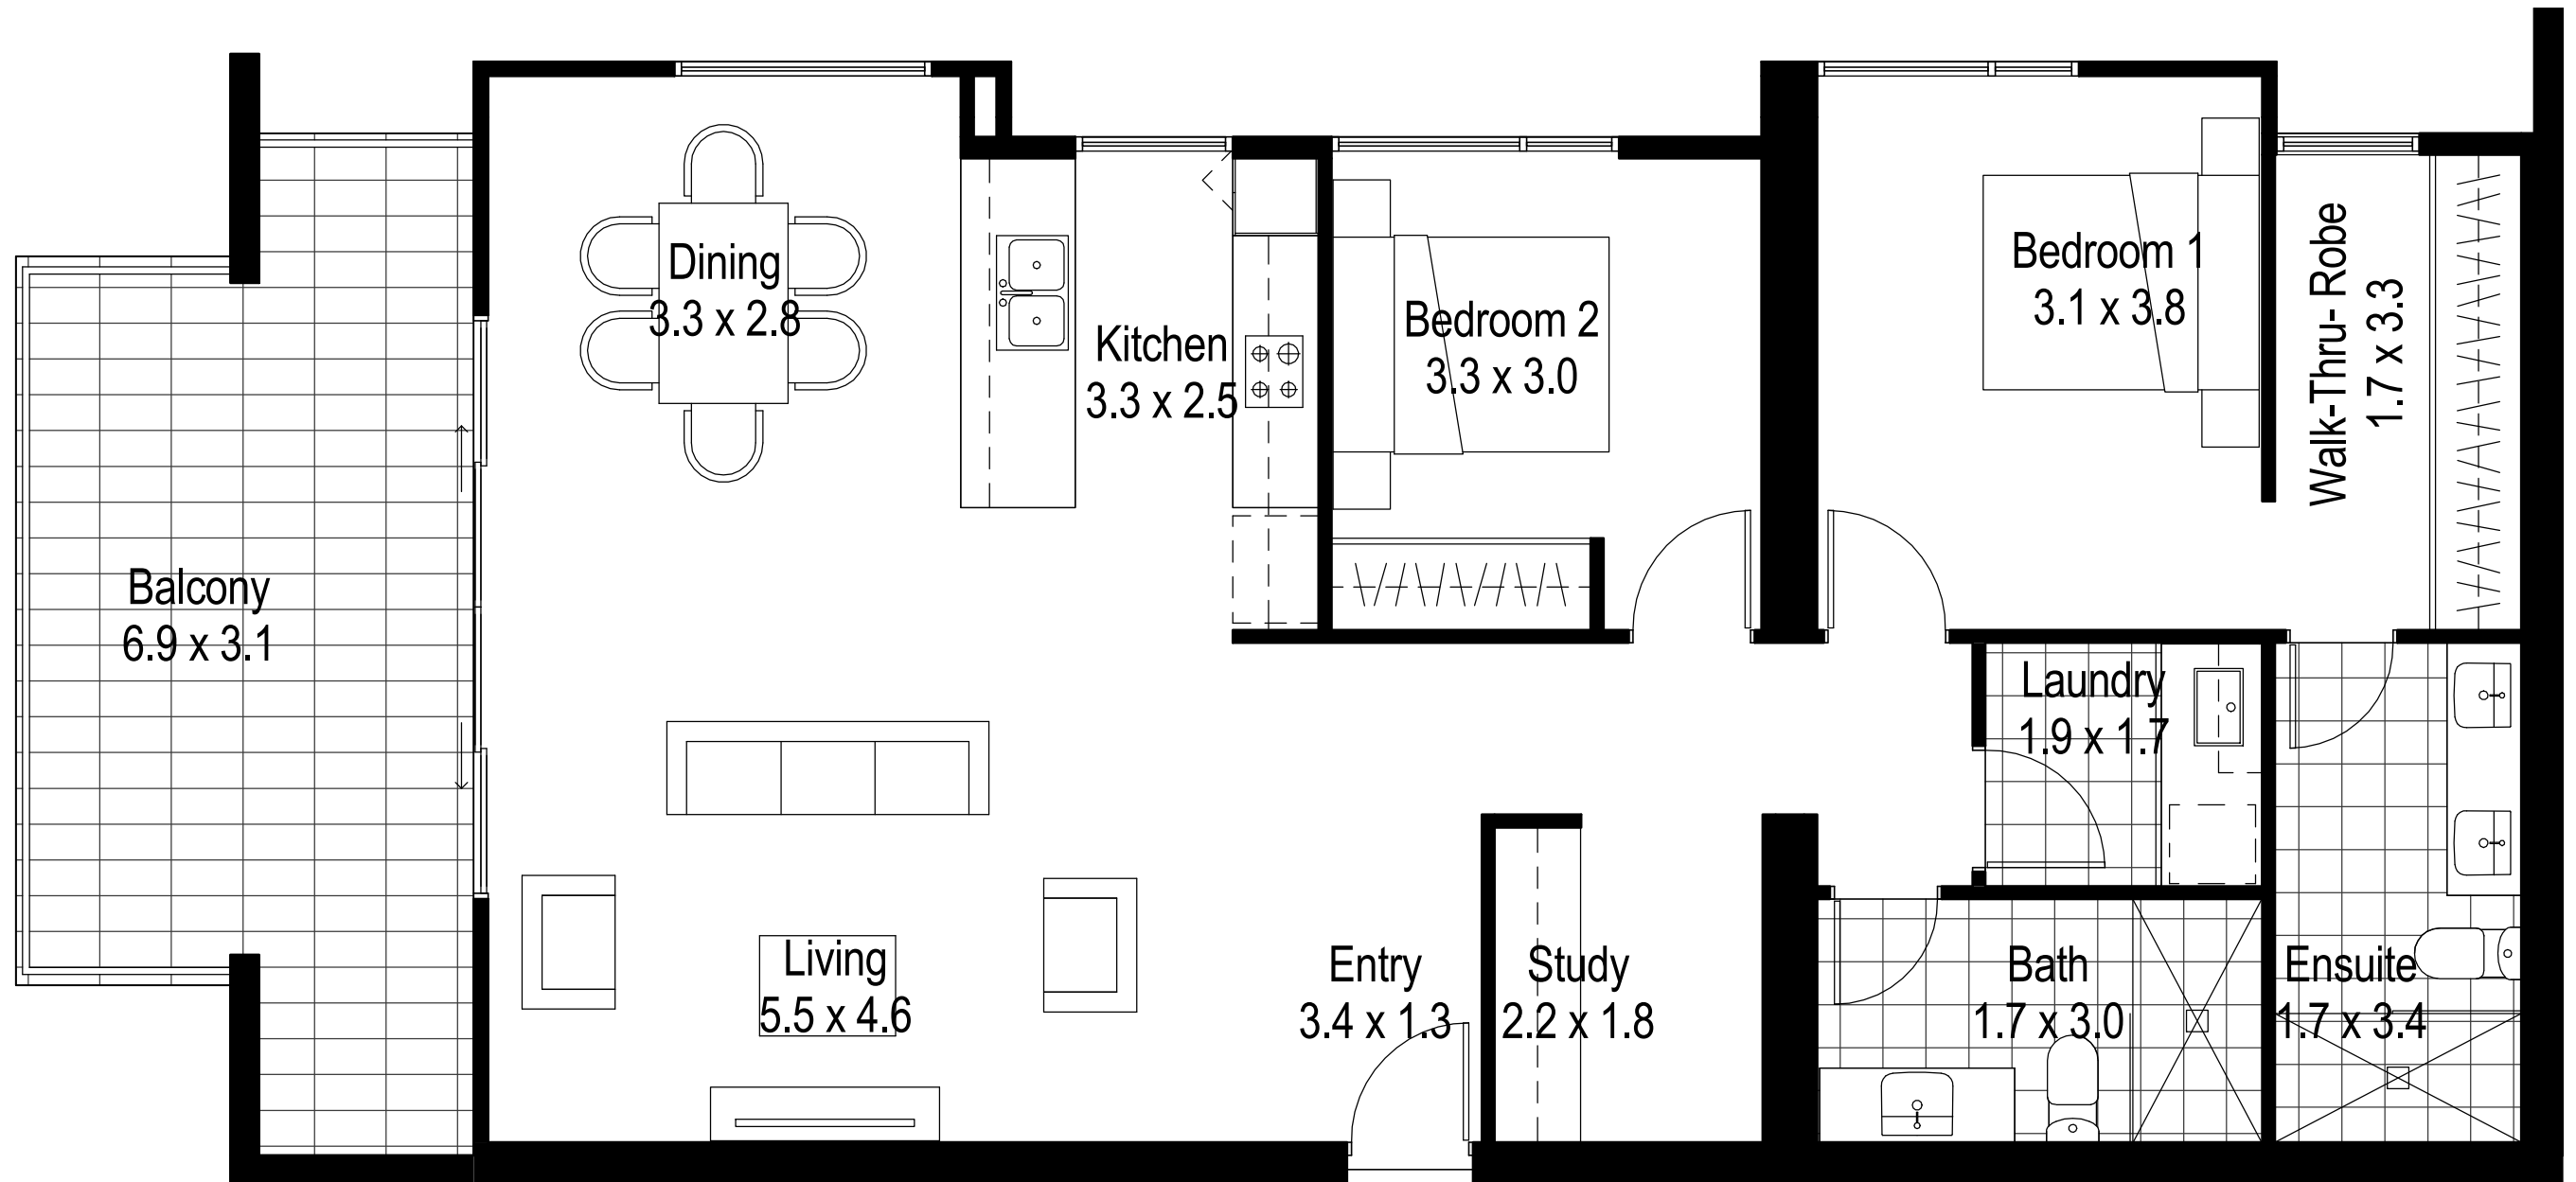 Dining
3.3 x 2.8
Kitchen
3.3 x 2.5
Bedroom 2
3.3 x 3.0
Bedroom 1
3.1 x 3.8
Walk-Thru- Robe
1.7 x 3.3
Balcony
6.9 x 3.1
Laundry
1.9 x 1.7
Living
5.5 x 4.6
Entry
3.4 x 1.3
Study
2.2 x 1.8
Bath
1.7 x 3.0
Ensuite
1.7 x 3.4